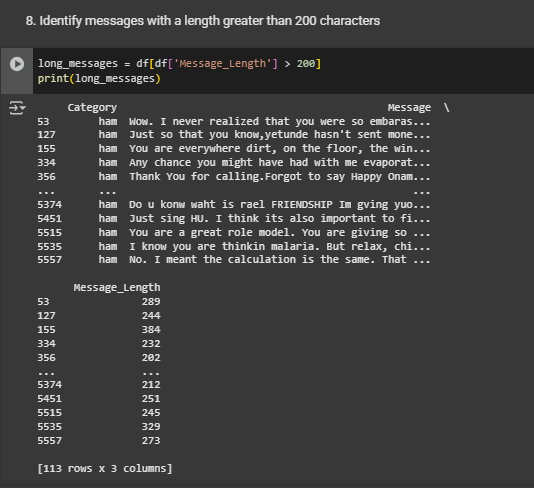 8. Identify messages with a length greater than 200 characters
long_messages = df[df['Message_Length'] > 200]
print(long_messages)
Category Message \
53 ham Wow. I never realized that you were so embaras...
127 ham Just so that you know,yetunde hasn't sent mone...
155 ham You are everywhere dirt, on the floor, the win...
334 ham Any chance you might have had with me evaporat...
356 ham Thank You for calling.Forgot to say Happy Onam...
... ... ...
5374 ham Do u konw waht is rael FRIENDSHIP Im gving yuo...
5451 ham Just sing HU. I think its also important to fi...
5515 ham You are a great role model. You are giving so ...
5535 ham I know you are thinkin malaria. But relax, chi...
5557 ham No. I meant the calculation is the same. That ...
Message_Length
53 289
127 244
155 384
334 232
356 202
... ...
5374 212
5451 251
5515 245
5535 329
5557 273
[113 rows x 3 columns]